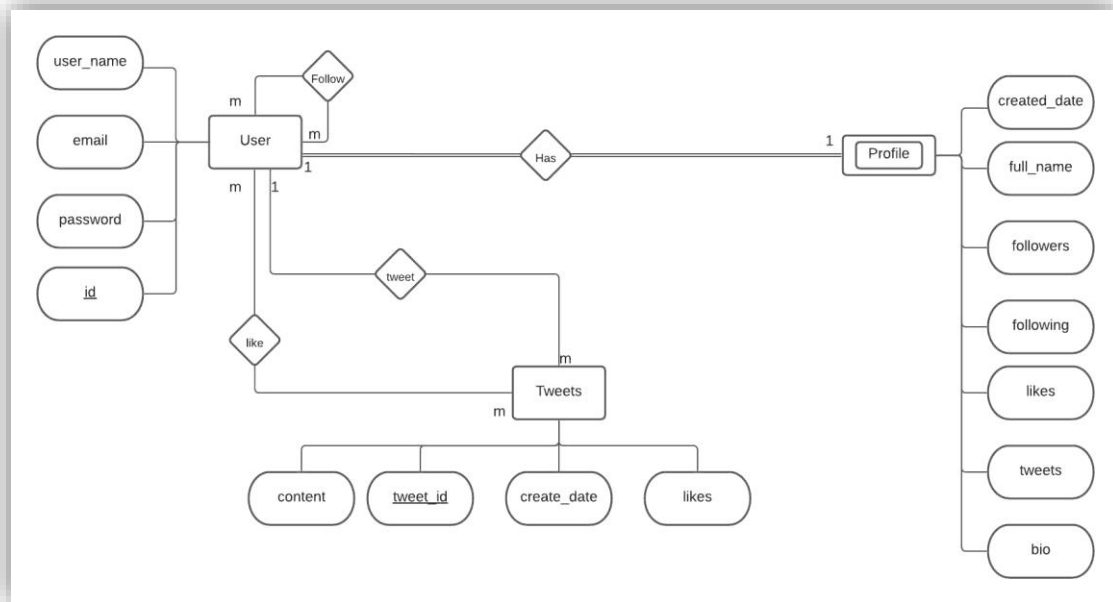 user_name
email
password
id
User
m
Follow
m
1
m
1
Has
1
Profile
created_date
full_name
followers
following
likes
tweets
bio
tweet
like
m
Tweets
m
content
tweet_id
create_date
likes